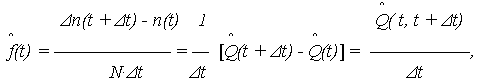 f̂(t) = Δn(t + Δt) - n(t) / N·Δt = 1 / Δt [Q̂(t + Δt) - Q̂(t)] = Q̂( t, t + Δt) / Δt ,